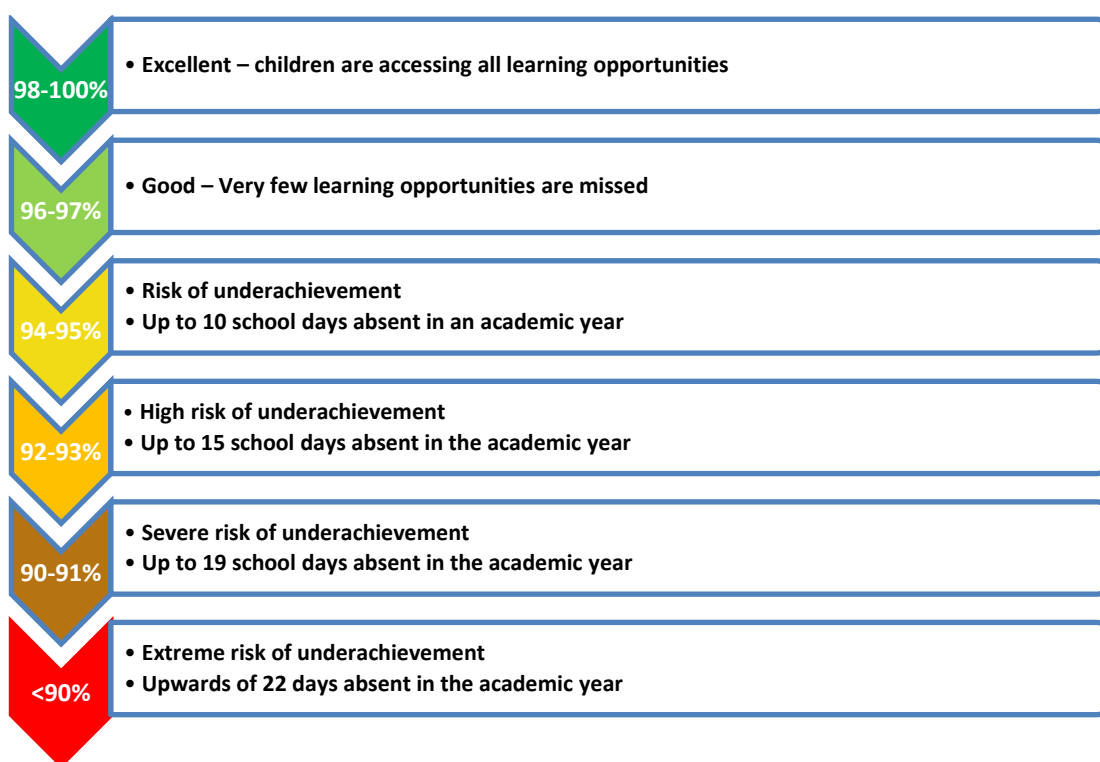 98-100%
• Excellent – children are accessing all learning opportunities
96-97%
• Good – Very few learning opportunities are missed
94-95%
• Risk of underachievement
• Up to 10 school days absent in an academic year
92-93%
• High risk of underachievement
• Up to 15 school days absent in the academic year
90-91%
• Severe risk of underachievement
• Up to 19 school days absent in the academic year
<90%
• Extreme risk of underachievement
• Upwards of 22 days absent in the academic year